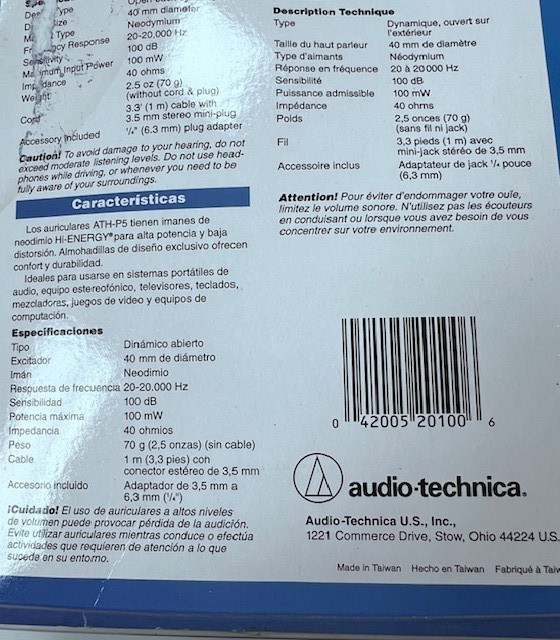 40 mm diameter
Neodymium
Type
20-20,000 Hz
Response
100 dB
100 mW
Input Power
40 ohms
2.5 oz (70 g)
(without cord & plug)
3.3' (1 m) cable with
3.5 mm stereo mini-plug
Accessory Included
1/4" (6.3 mm) plug adapter
Caution! To avoid damage to your hearing, do not
exceed moderate listening levels. Do not use head-
phones while driving, or whenever you need to be
fully aware of your surroundings.
Características
Los auriculares ATH-P5 tienen imanes de
neodimio Hi-ENERGY® para alta potencia y baja
distorsión. Almohadillas de diseño exclusivo ofrecen
confort y durabilidad.
Ideales para usarse en sistemas portátiles de
audio, equipo estereofónico, televisores, teclados,
mezcladoras, juegos de video y equipos de
computación.
Especificaciones
Tipo Dinámico abierto
Excitador 40 mm de diámetro
Imán Neodimio
Respuesta de frecuencia 20-20.000 Hz
Sensibilidad 100 dB
Potencia máxima 100 mW
Impedancia 40 ohmios
Peso 70 g (2,5 onzas) (sin cable)
Cable 1 m (3,3 pies) con
conector estéreo de 3,5 mm
Accesorio incluido Adaptador de 3,5 mm a
6,3 mm (1/4")
¡Cuidado! El uso de auriculares a altos niveles
de volumen puede provocar pérdida de la audición.
Evite utilizar auriculares mientras conduce o efectúa
actividades que requieren de atención a lo que
sucede en su entorno.
Description Technique
Type Dynamique, ouvert sur
l'extérieur
Taille du haut parleur 40 mm de diamètre
Type d'aimants Néodymium
Réponse en fréquence 20 à 20 000 Hz
Sensibilité 100 dB
Puissance admissible 100 mW
Impédance 40 ohms
Poids 2,5 onces (70 g)
(sans fil ni jack)
Fil 3,3 pieds (1 m) avec
mini-jack stéréo de 3,5 mm
Accessoire inclus Adaptateur de jack 1/4 pouce
(6,3 mm)
Attention! Pour éviter d'endommager votre ouïe,
limitez le volume sonore. N'utilisez pas les écouteurs
en conduisant ou lorsque vous avez besoin de vous
concentrer sur votre environnement.
0 42005 20100 6
audio-technica®
Audio-Technica U.S., Inc.,
1221 Commerce Drive, Stow, Ohio 44224 U.S.
Made in Taiwan Hecho en Taiwan Fabriqué à Taiw